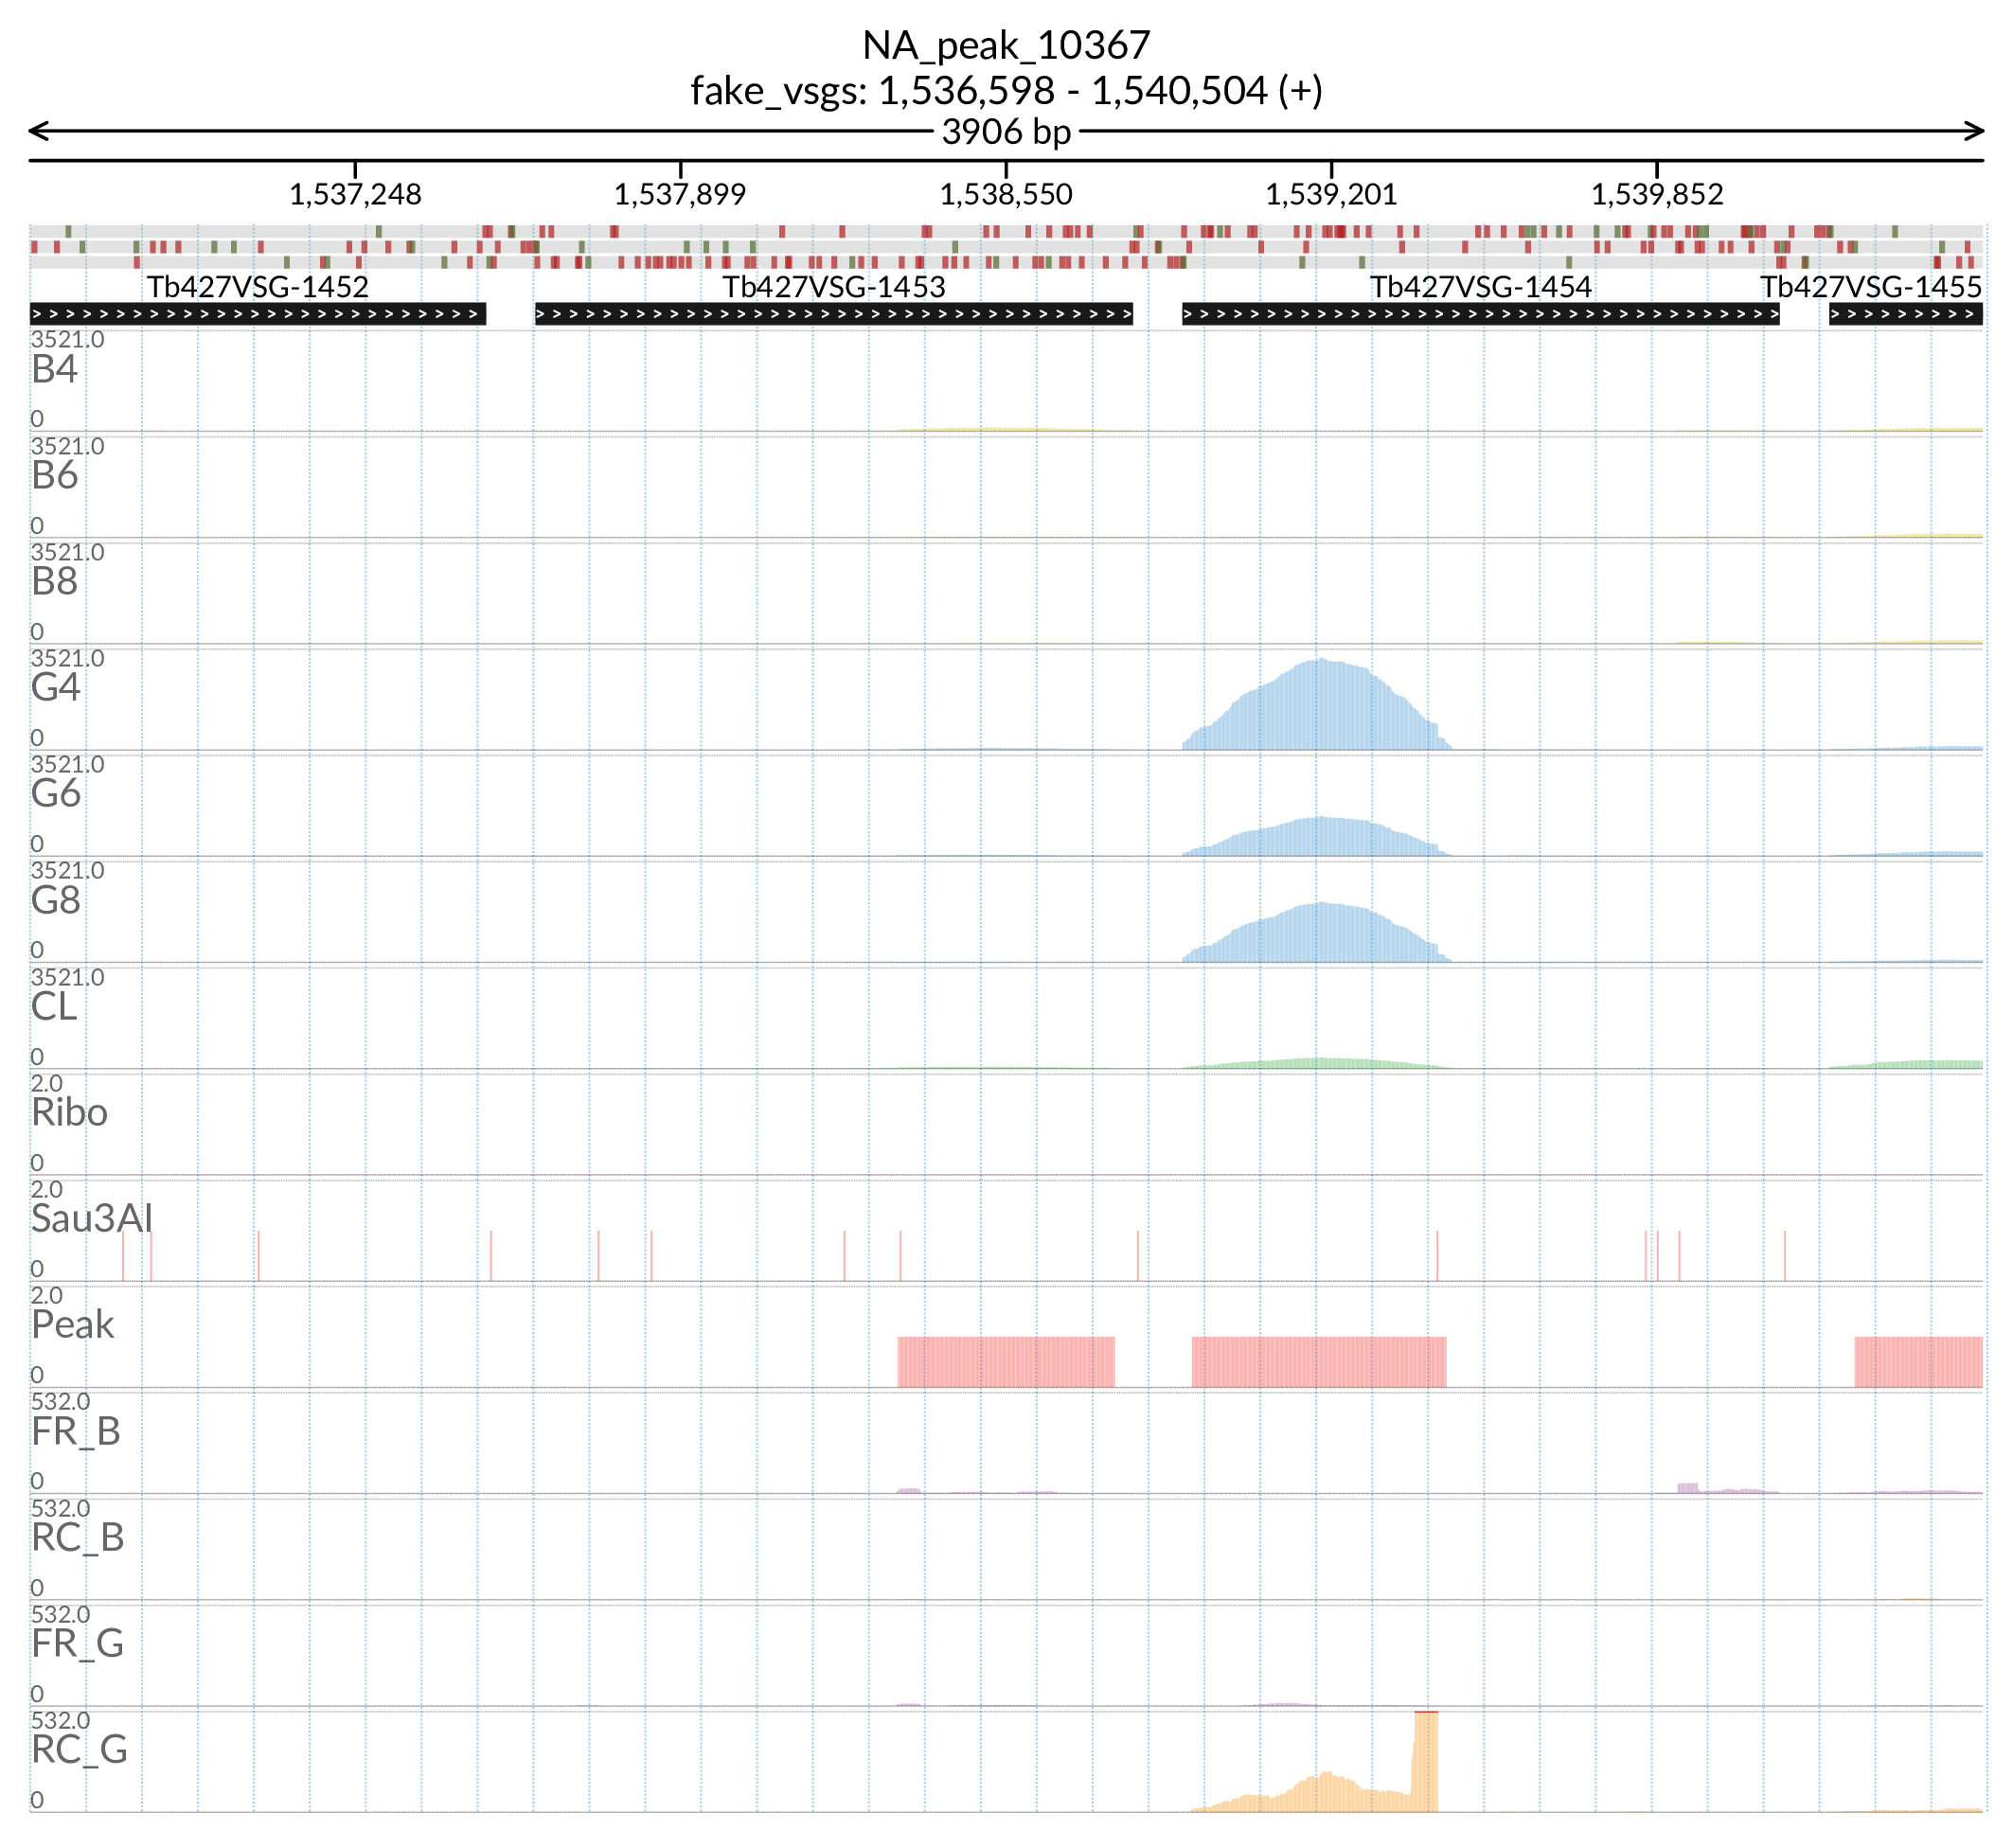 NA_peak_10367
fake_vsgs: 1,536,598 - 1,540,504 (+)
3906 bp
1,537,248 1,537,899 1,538,550 1,539,201 1,539,852
Tb427VSG-1452 Tb427VSG-1453 Tb427VSG-1454 Tb427VSG-1455
3521.0
B4
0
3521.0
B6
0
3521.0
B8
0
3521.0
G4
0
3521.0
G6
0
3521.0
G8
0
3521.0
CL
0
2.0
Ribo
0
2.0
Sau3AI
0
2.0
Peak
0
532.0
FR_B
0
532.0
RC_B
0
532.0
FR_G
0
532.0
RC_G
0